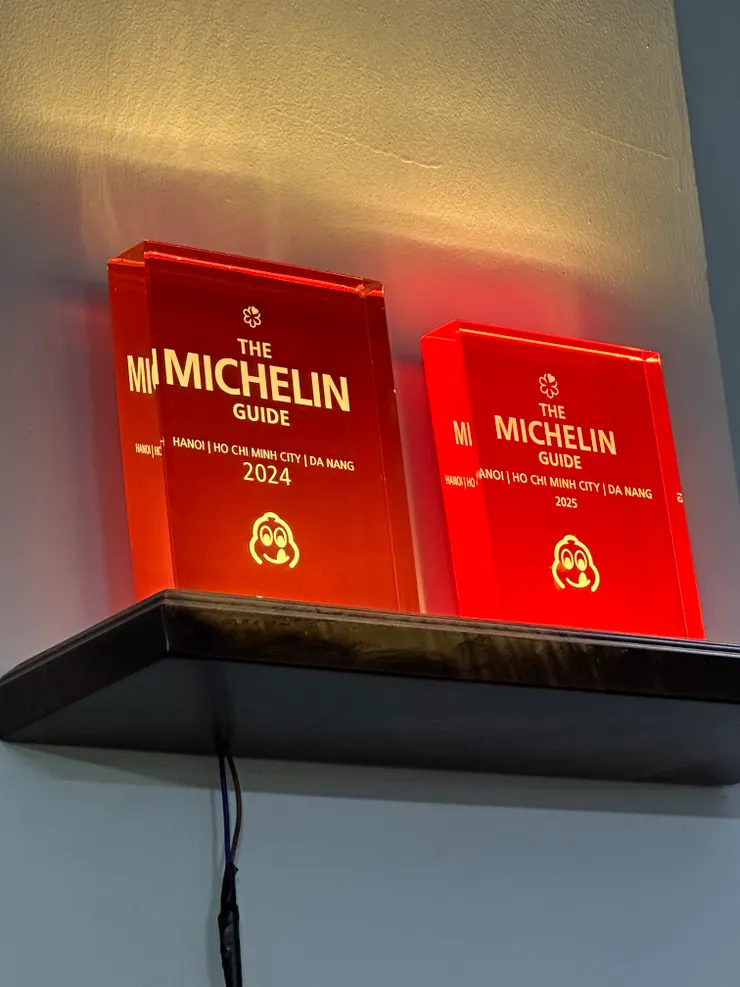 THE
MICHELIN
GUIDE
HANOI | HO CHI MINH CITY | DA NANG
2024
THE
MICHELIN
GUIDE
HANOI | HO CHI MINH CITY | DA NANG
2025